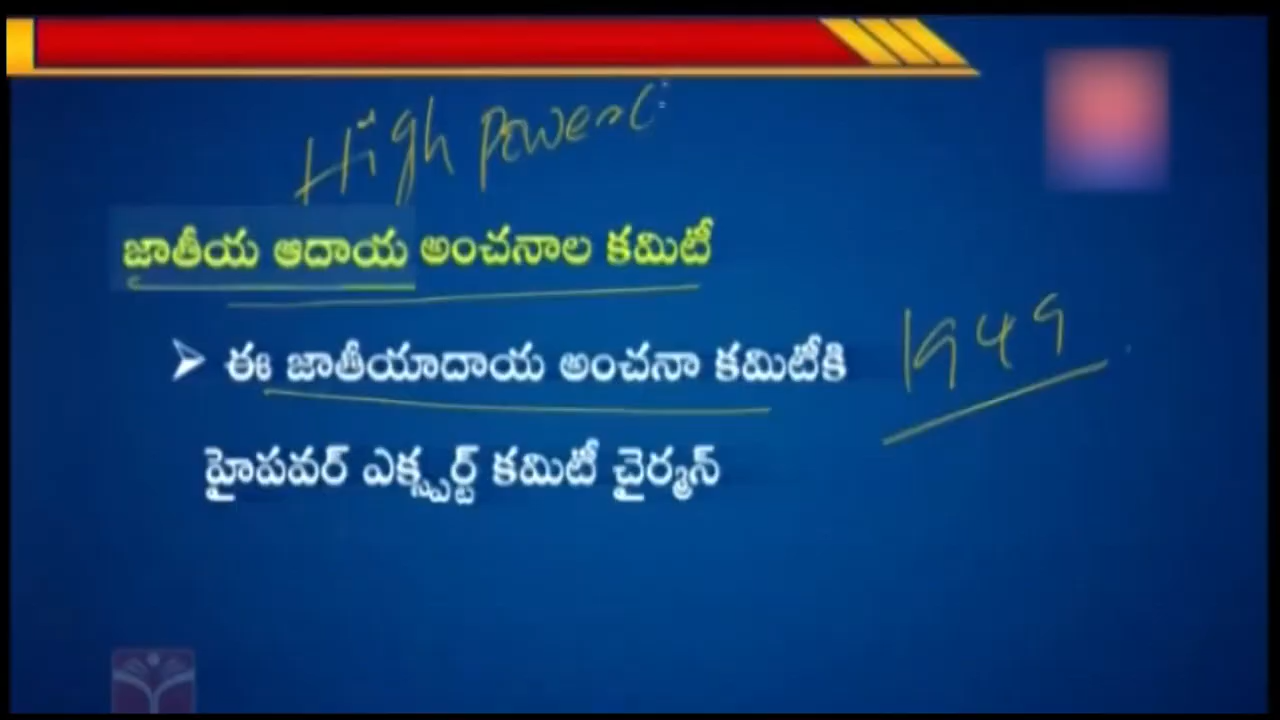 High Power
జాతీయ ఆదాయ అంచనాల కమిటీ
ఈ జాతీయాదాయ అంచనా కమిటీకి 1949
హైపవర్ ఎక్స్పర్ట్ కమిటీ చైర్మన్